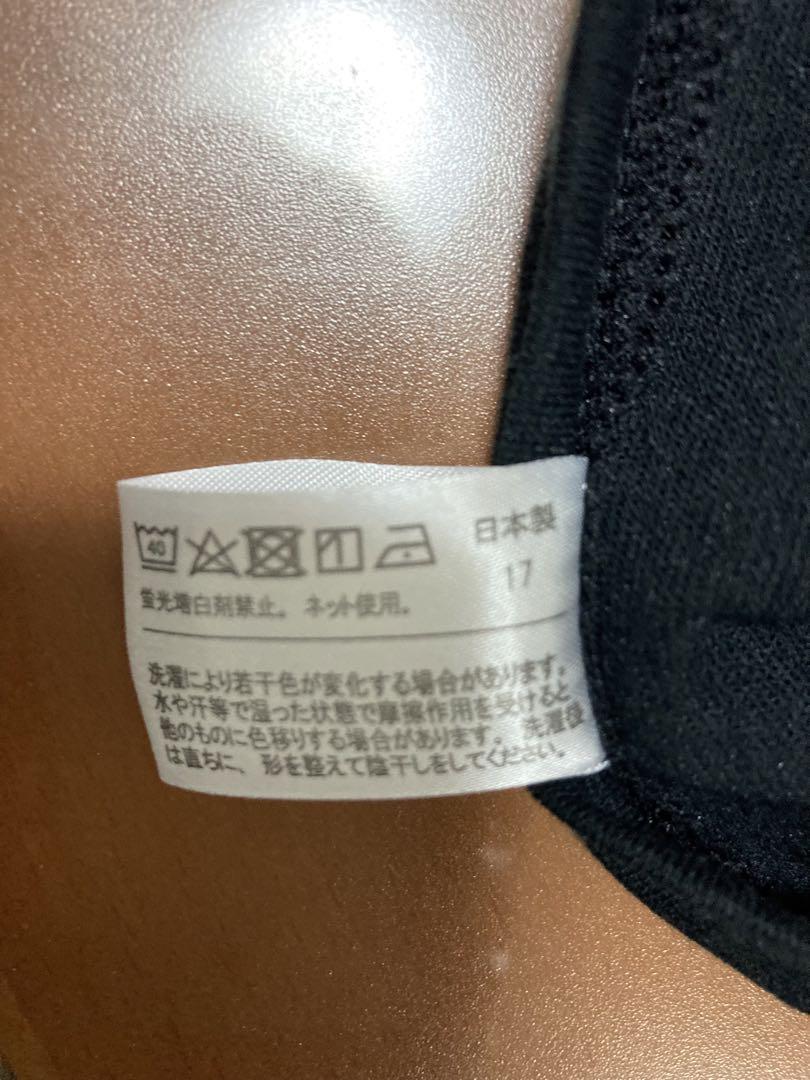 40
日本製
17
蛍光増白剤禁止。 ネット使用。
洗濯により若干色が変化する場合があります。
水や汗等で湿った状態で摩擦作用を受けると
他のものに色移りする場合があります。 洗濯後
は直ちに、形を整えて陰干しをしてください。